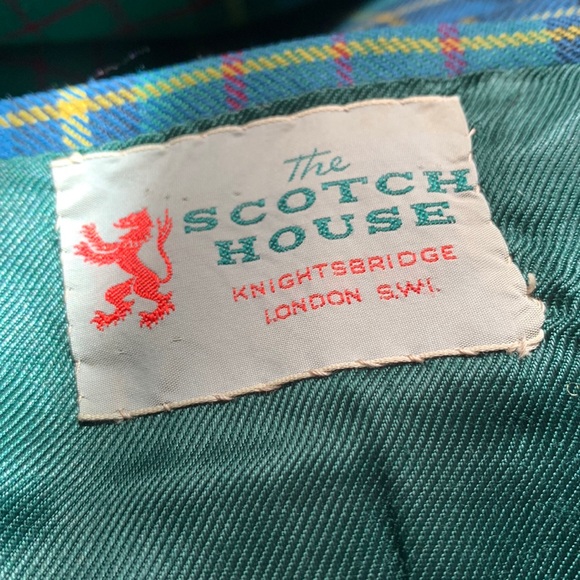 The
SCOTCH
HOUSE
KNIGHTSBRIDGE
LONDON S.W.1.